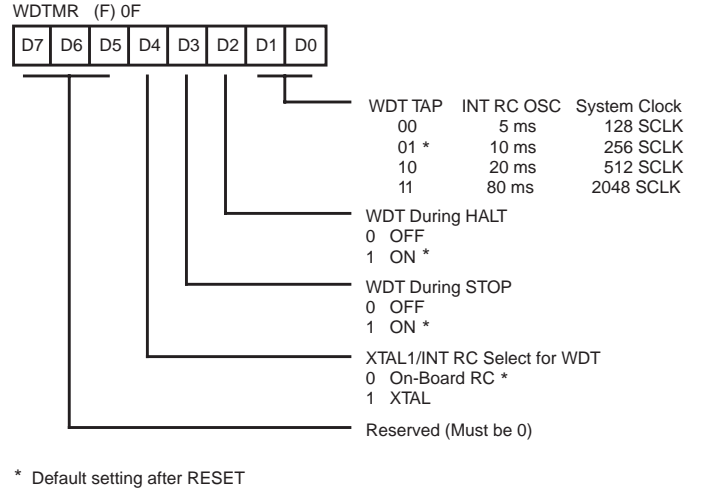 WDTMR (F) 0F
D7 D6 D5 D4 D3 D2 D1 D0
WDT TAP INT RC OSC System Clock
00 5 ms 128 SCLK
01 * 10 ms 256 SCLK
10 20 ms 512 SCLK
11 80 ms 2048 SCLK
WDT During HALT
0 OFF
1 ON *
WDT During STOP
0 OFF
1 ON *
XTAL1/INT RC Select for WDT
0 On-Board RC *
1 XTAL
Reserved (Must be 0)
* Default setting after RESET